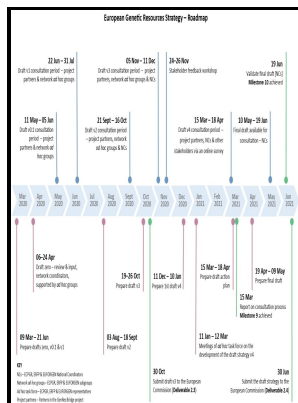 European Genetic Resources Strategy – Roadmap
22 Jun – 31 Jul
Draft v1 consultation period – project
partners & network ad hoc groups
05 Nov – 11 Dec
Draft v3 consultation period – project
partners, network ad hoc groups & NCs
24-26 Nov
Stakeholder feedback workshop
19 Jun
Validate final draft (NCs)
Milestone 10 achieved
11 May – 05 Jun
Draft v0.1 consultation
period – project
partners & network ad
hoc groups
21 Sept – 16 Oct
Draft v2 consultation
period – project partners, network
ad hoc groups & NCs
15 Mar – 18 Apr
Draft v4 consultation period –
project partners, NCs & other
stakeholders via an online survey
10 May – 19 Jun
Final draft available for
consultation – NCs
Mar 2020
Apr 2020
May 2020
Jun 2020
Jul 2020
Aug 2020
Sept 2020
Oct 2020
Nov 2020
Dec 2020
Jan 2021
Feb 2021
Mar 2021
Apr 2021
May 2021
Jun 2021
06-24 Apr
Draft zero – review & input,
network coordinators,
supported by ad hoc groups
19-26 Oct
Prepare draft v3
11 Dec – 10 Jun
Prepare 1st draft v4
15 Mar – 18 Apr
Prepare draft action
plan
19 Apr – 09 May
Prepare final draft
15 Mar
Report on consultation process
Milestone 9 achieved
09 Mar – 21 Jun
Prepare drafts zero, v0.1 & v1
03 Aug – 18 Sept
Prepare draft v2
11 Jan – 12 Mar
Meetings of ad hoc task force on the
development of the draft strategy v4
30 Oct
Submit draft v3 to the European
Commission (Deliverable 2.3)
30 Jun
Submit the draft strategy to the
European Commission (Deliverable 2.4)
KEY
NCs – ECPGR, ERFP & EUFORGEN National Coordinators
Network ad hoc groups – ECPGR, ERFP & EUFORGEN subgroups
Ad hoc task force – ECPGR, ERFP & EUFORGEN representatives
Project partners – Partners in the GenRes Bridge project